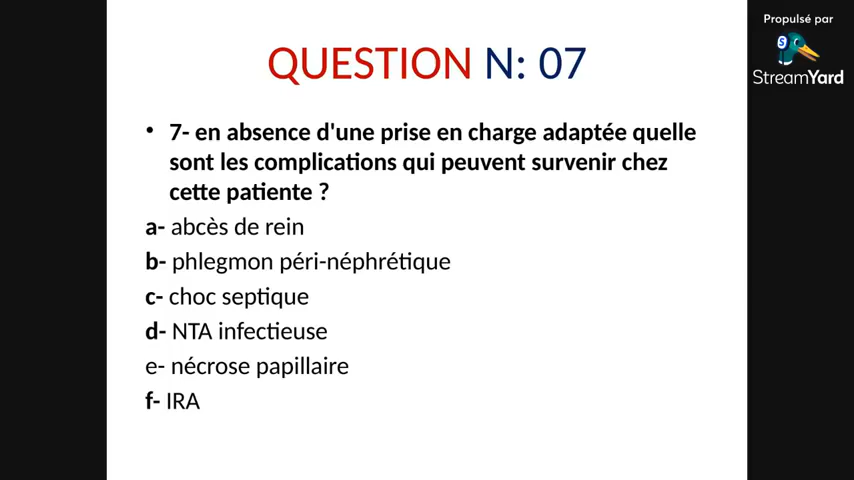 Propulsé par
StreamYard
QUESTION N: 07
• 7- en absence d'une prise en charge adaptée quelle
sont les complications qui peuvent survenir chez
cette patiente ?
a- abcès de rein
b- phlegmon péri-néphrétique
c- choc septique
d- NTA infectieuse
e- nécrose papillaire
f- IRA